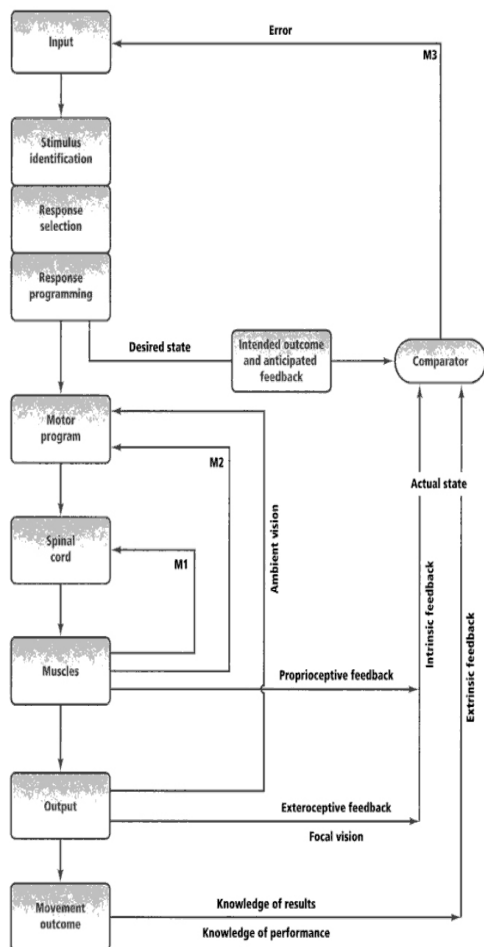 Error
Input
M3
Stimulus
identification
Response
selection
Response
programming
Desired state
Intended outcome
and anticipated
feedback
Comparator
Motor
program
M2
Actual state
Ambient vision
Spinal
cord
M1
Intrinsic feedback
Extrinsic feedback
Muscles
Proprioceptive feedback
Output
Exteroceptive feedback
Focal vision
Movement
outcome
Knowledge of results
Knowledge of performance